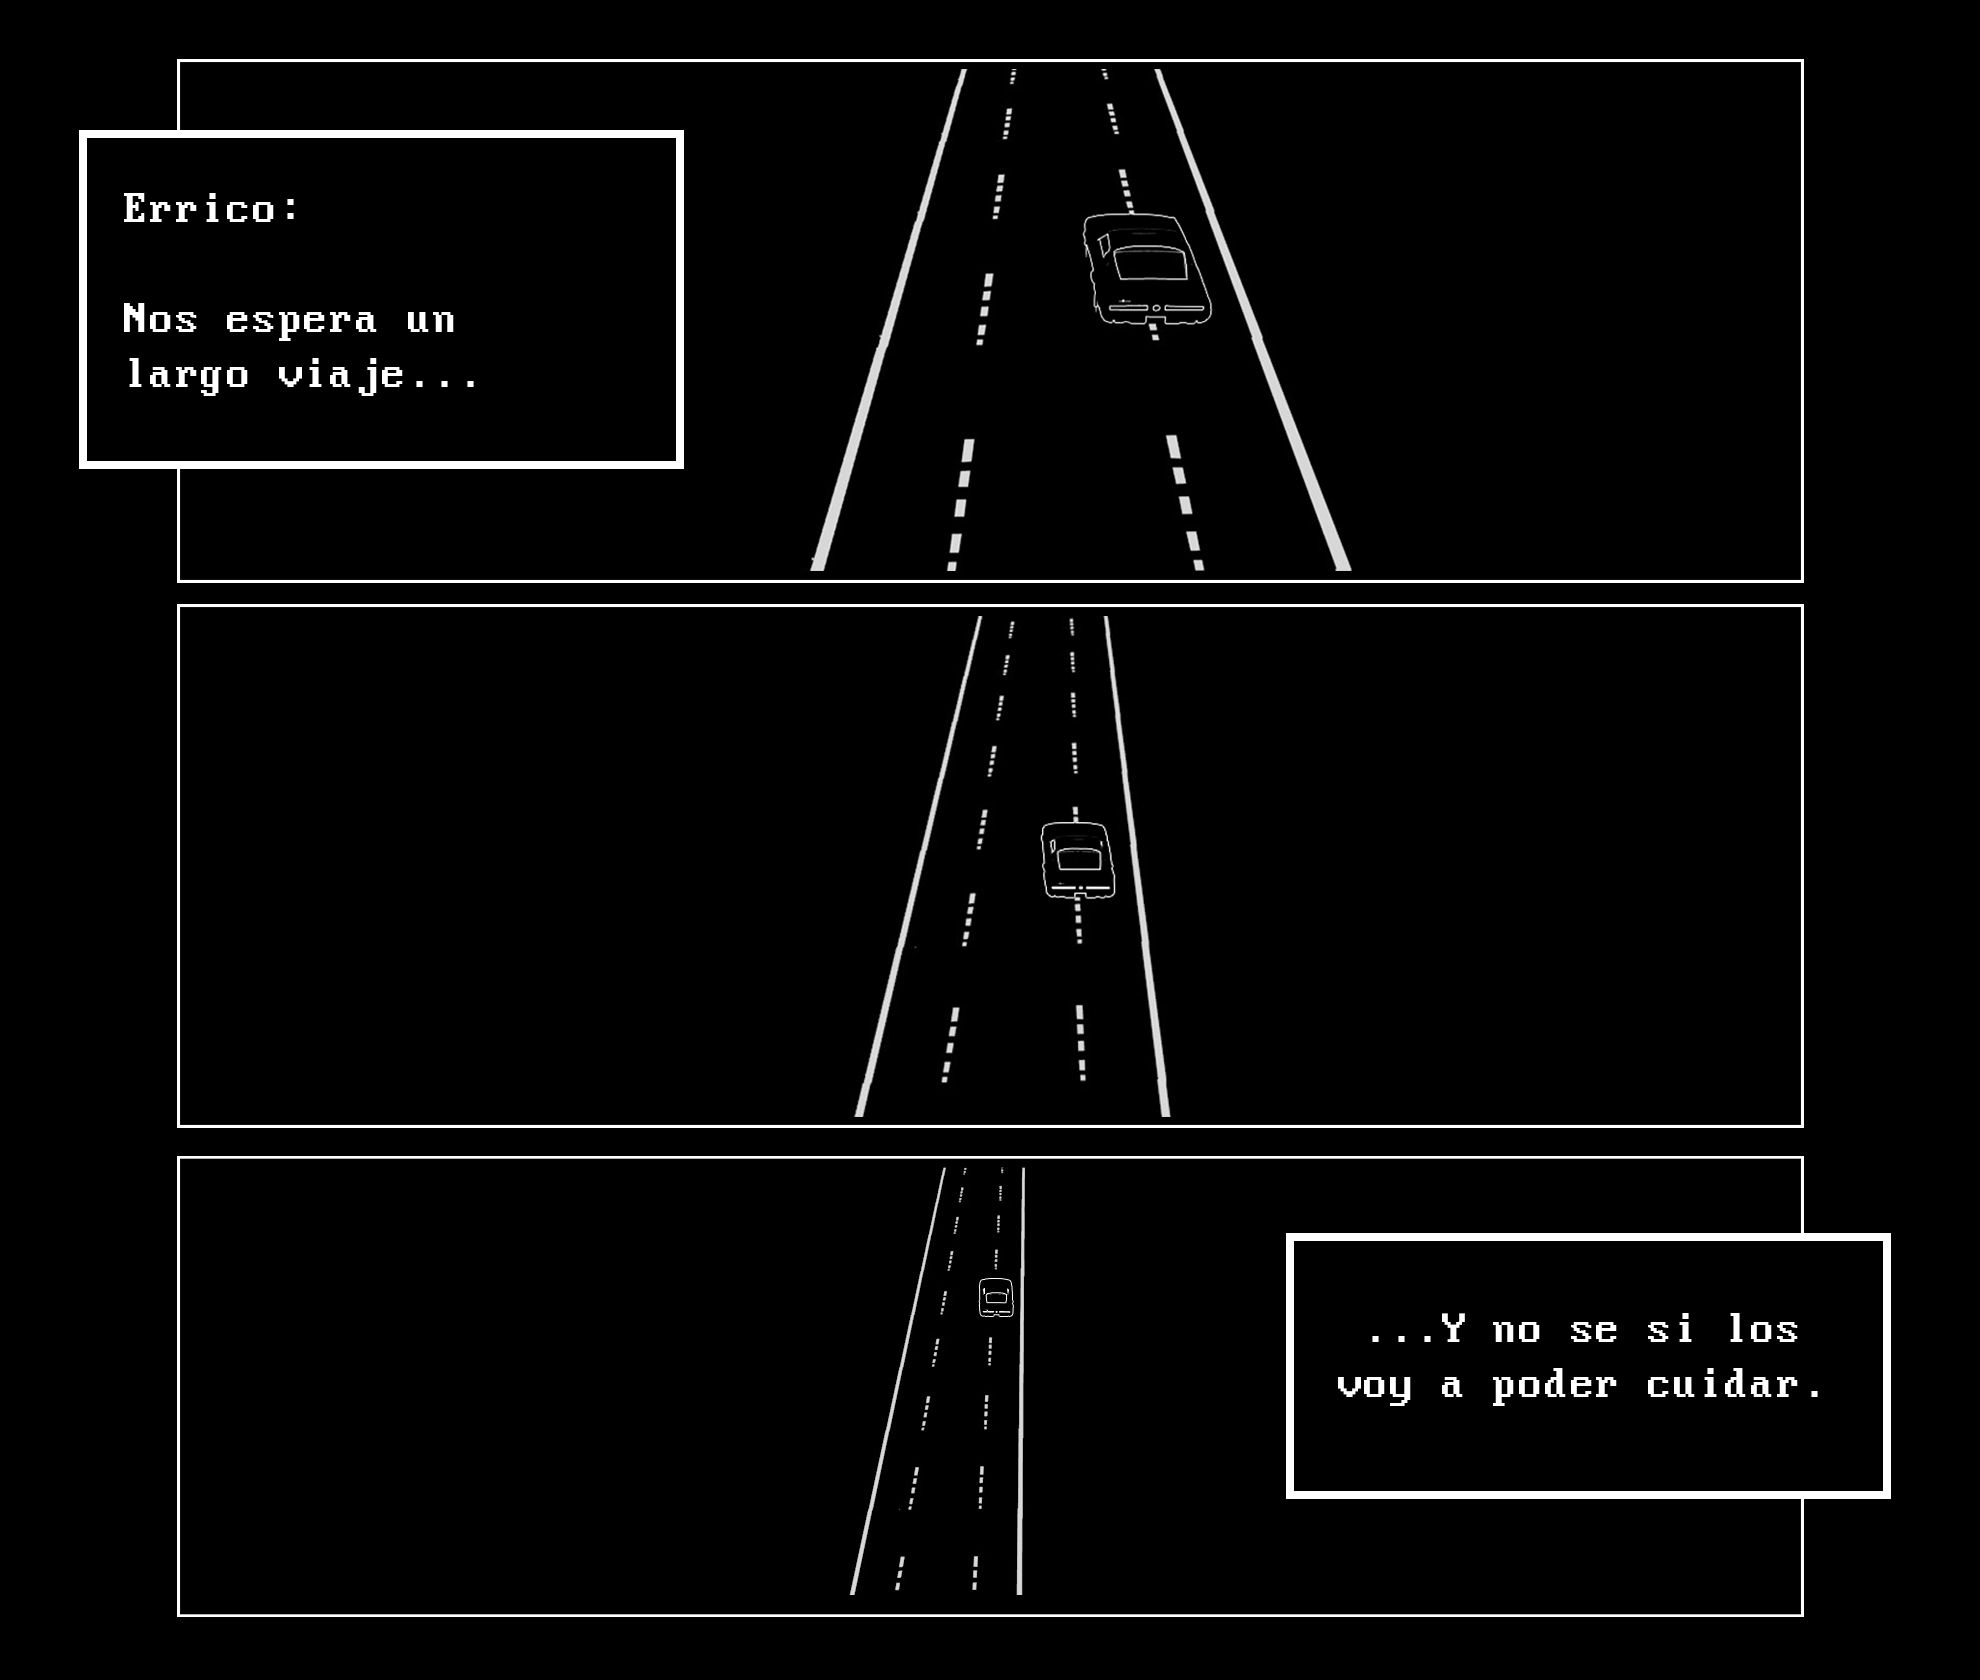 Errico:
Nos espera un
largo viaje...
...Y no se si los
voy a poder cuidar.